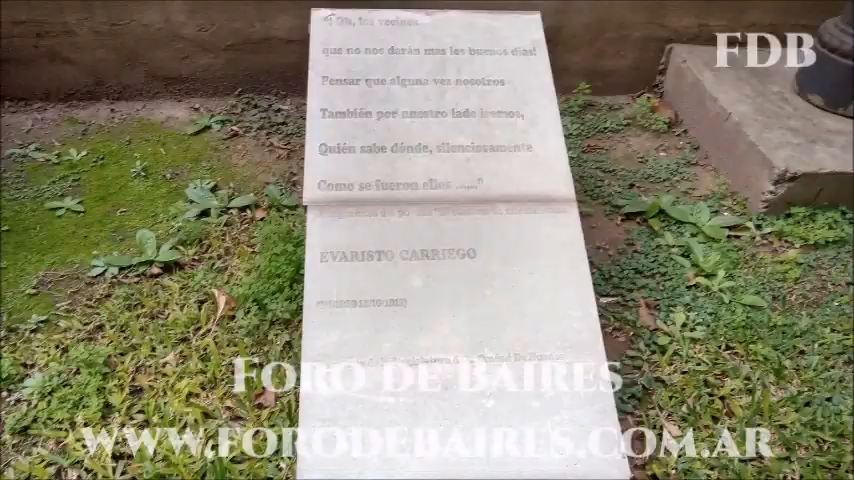 "¡ Oh, los vecinos
que no nos darán mas los buenos dias!
Pensar que alguna vez nosotros
También por nuestro lado iremos,
Quién sabe dónde, silenciosamente
Como se fueron ellos ......"
EVARISTO CARRIEGO
FDB
FORO DE BAIRES
WWW.FORODEBAIRES.COM.AR